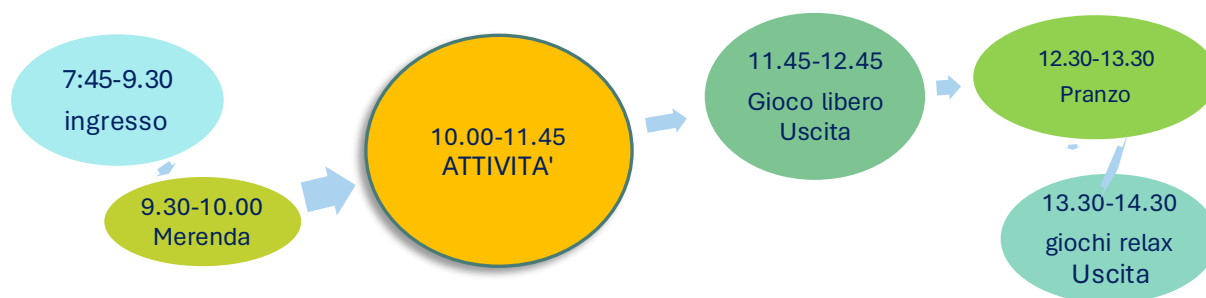 7:45-9.30
ingresso
9.30-10.00
Merenda
10.00-11.45
ATTIVITA'
11.45-12.45
Gioco libero
Uscita
12.30-13.30
Pranzo
13.30-14.30
giochi relax
Uscita